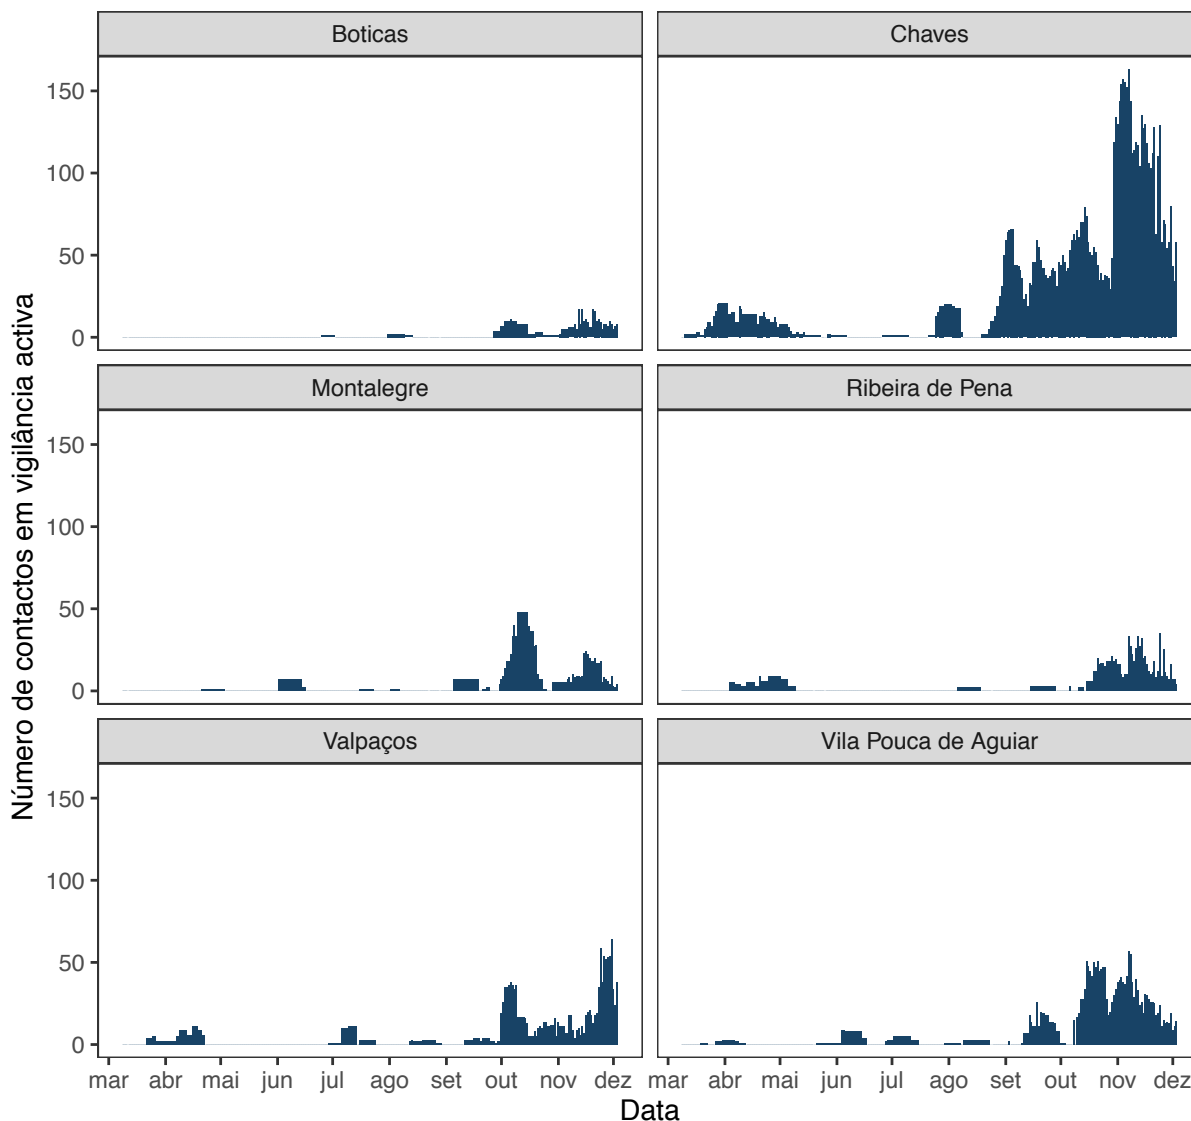 Boticas
Chaves
150
100
50
0
Montalegre
Ribeira de Pena
150
100
50
0
Valpaços
Vila Pouca de Aguiar
150
100
50
0
mar abr mai jun jul ago set out nov dez
mar abr mai jun jul ago set out nov dez
Data
Número de contactos em vigilância activa